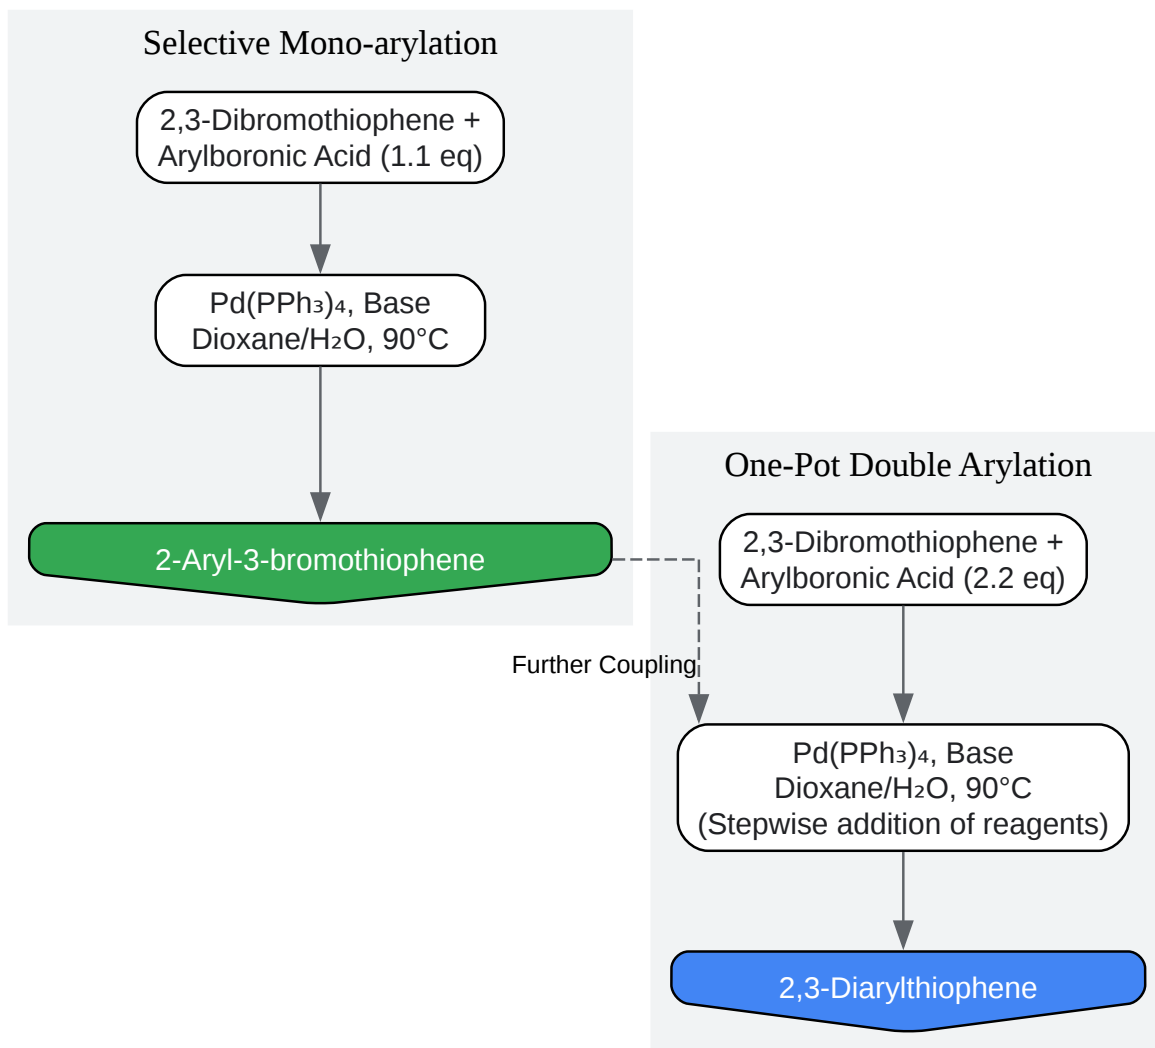 Selective Mono-arylation
2,3-Dibromothiophene +
Arylboronic Acid (1.1 eq)
Pd(PPh₃)₄, Base
Dioxane/H₂O, 90°C
2-Aryl-3-bromothiophene
Further Coupling
One-Pot Double Arylation
2,3-Dibromothiophene +
Arylboronic Acid (2.2 eq)
Pd(PPh₃)₄, Base
Dioxane/H₂O, 90°C
(Stepwise addition of reagents)
2,3-Diarylthiophene